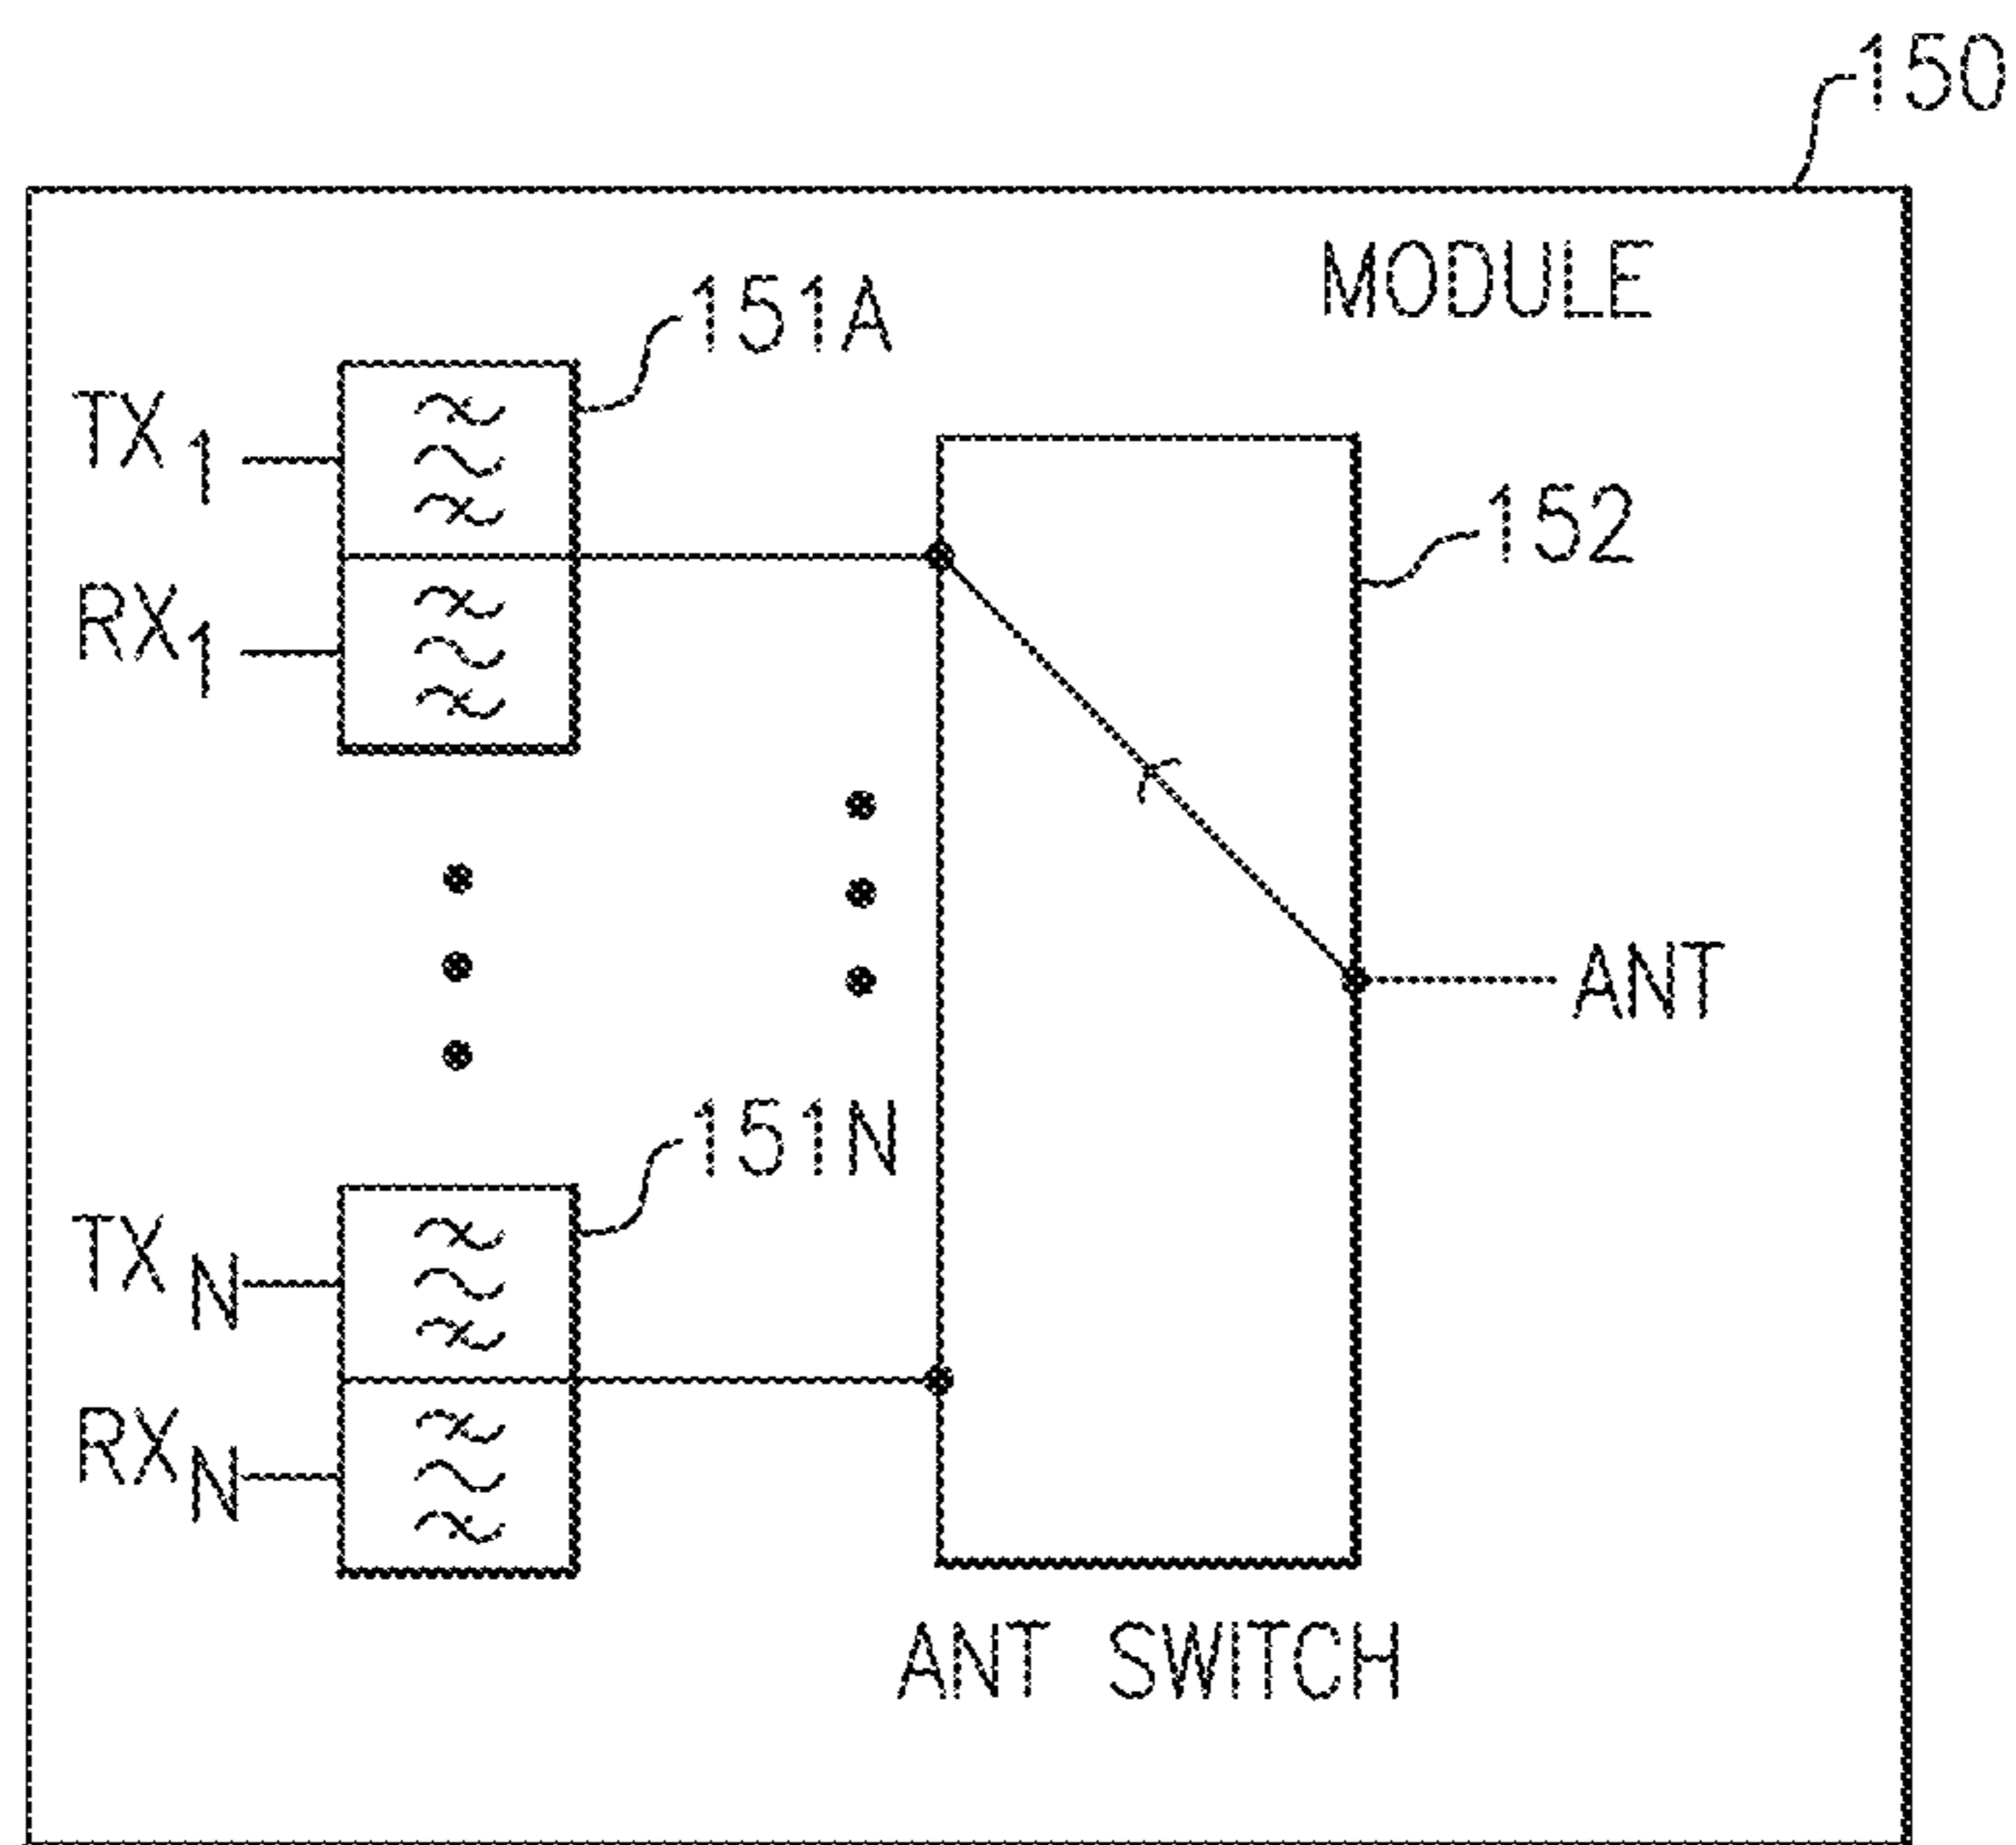 150
MODULE
151A
TX1
RX1
152
ANT
151N
TXN
RXN
ANT SWITCH